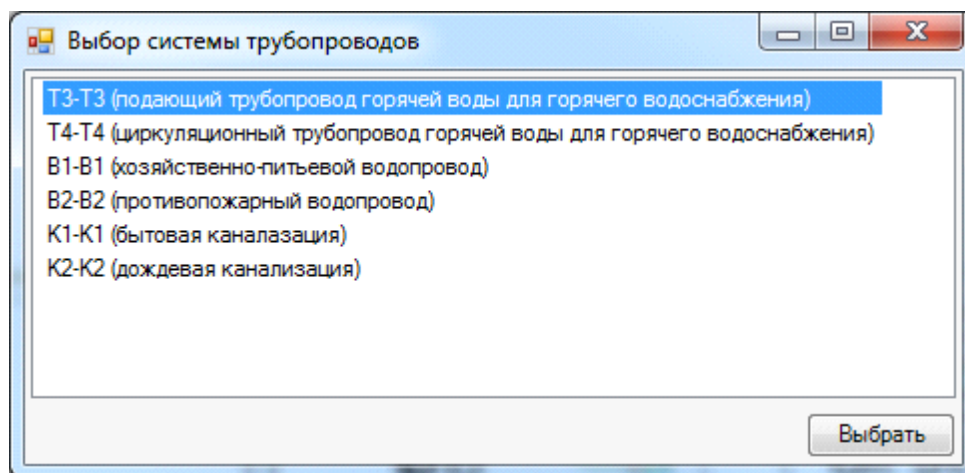 Выбор системы трубопроводов
Т3-Т3 (подающий трубопровод горячей воды для горячего водоснабжения)
Т4-Т4 (циркуляционный трубопровод горячей воды для горячего водоснабжения)
В1-В1 (хозяйственно-питьевой водопровод)
В2-В2 (противопожарный водопровод)
К1-К1 (бытовая каналазация)
К2-К2 (дождевая канализация)
Выбрать